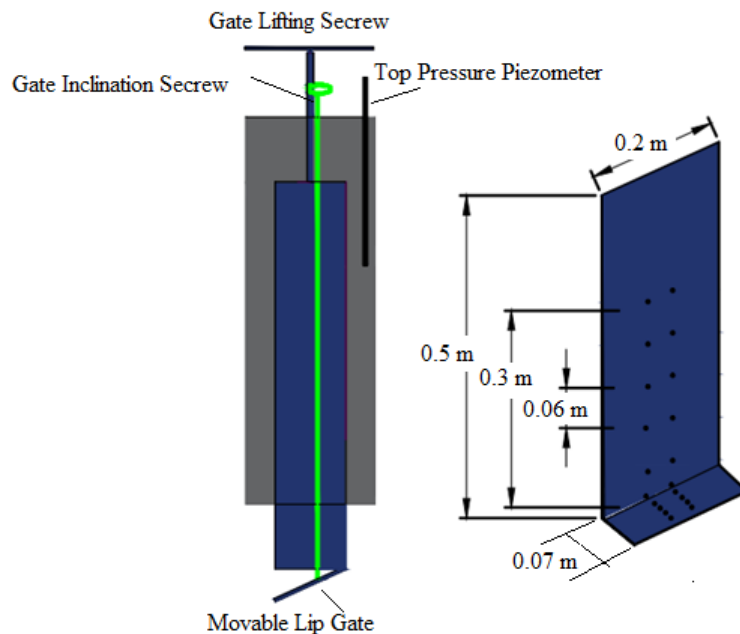 Gate Lifting Secrew
Gate Inclination Secrew
Top Pressure Piezometer
0.2 m
0.5 m
0.3 m
0.06 m
0.07 m
Movable Lip Gate